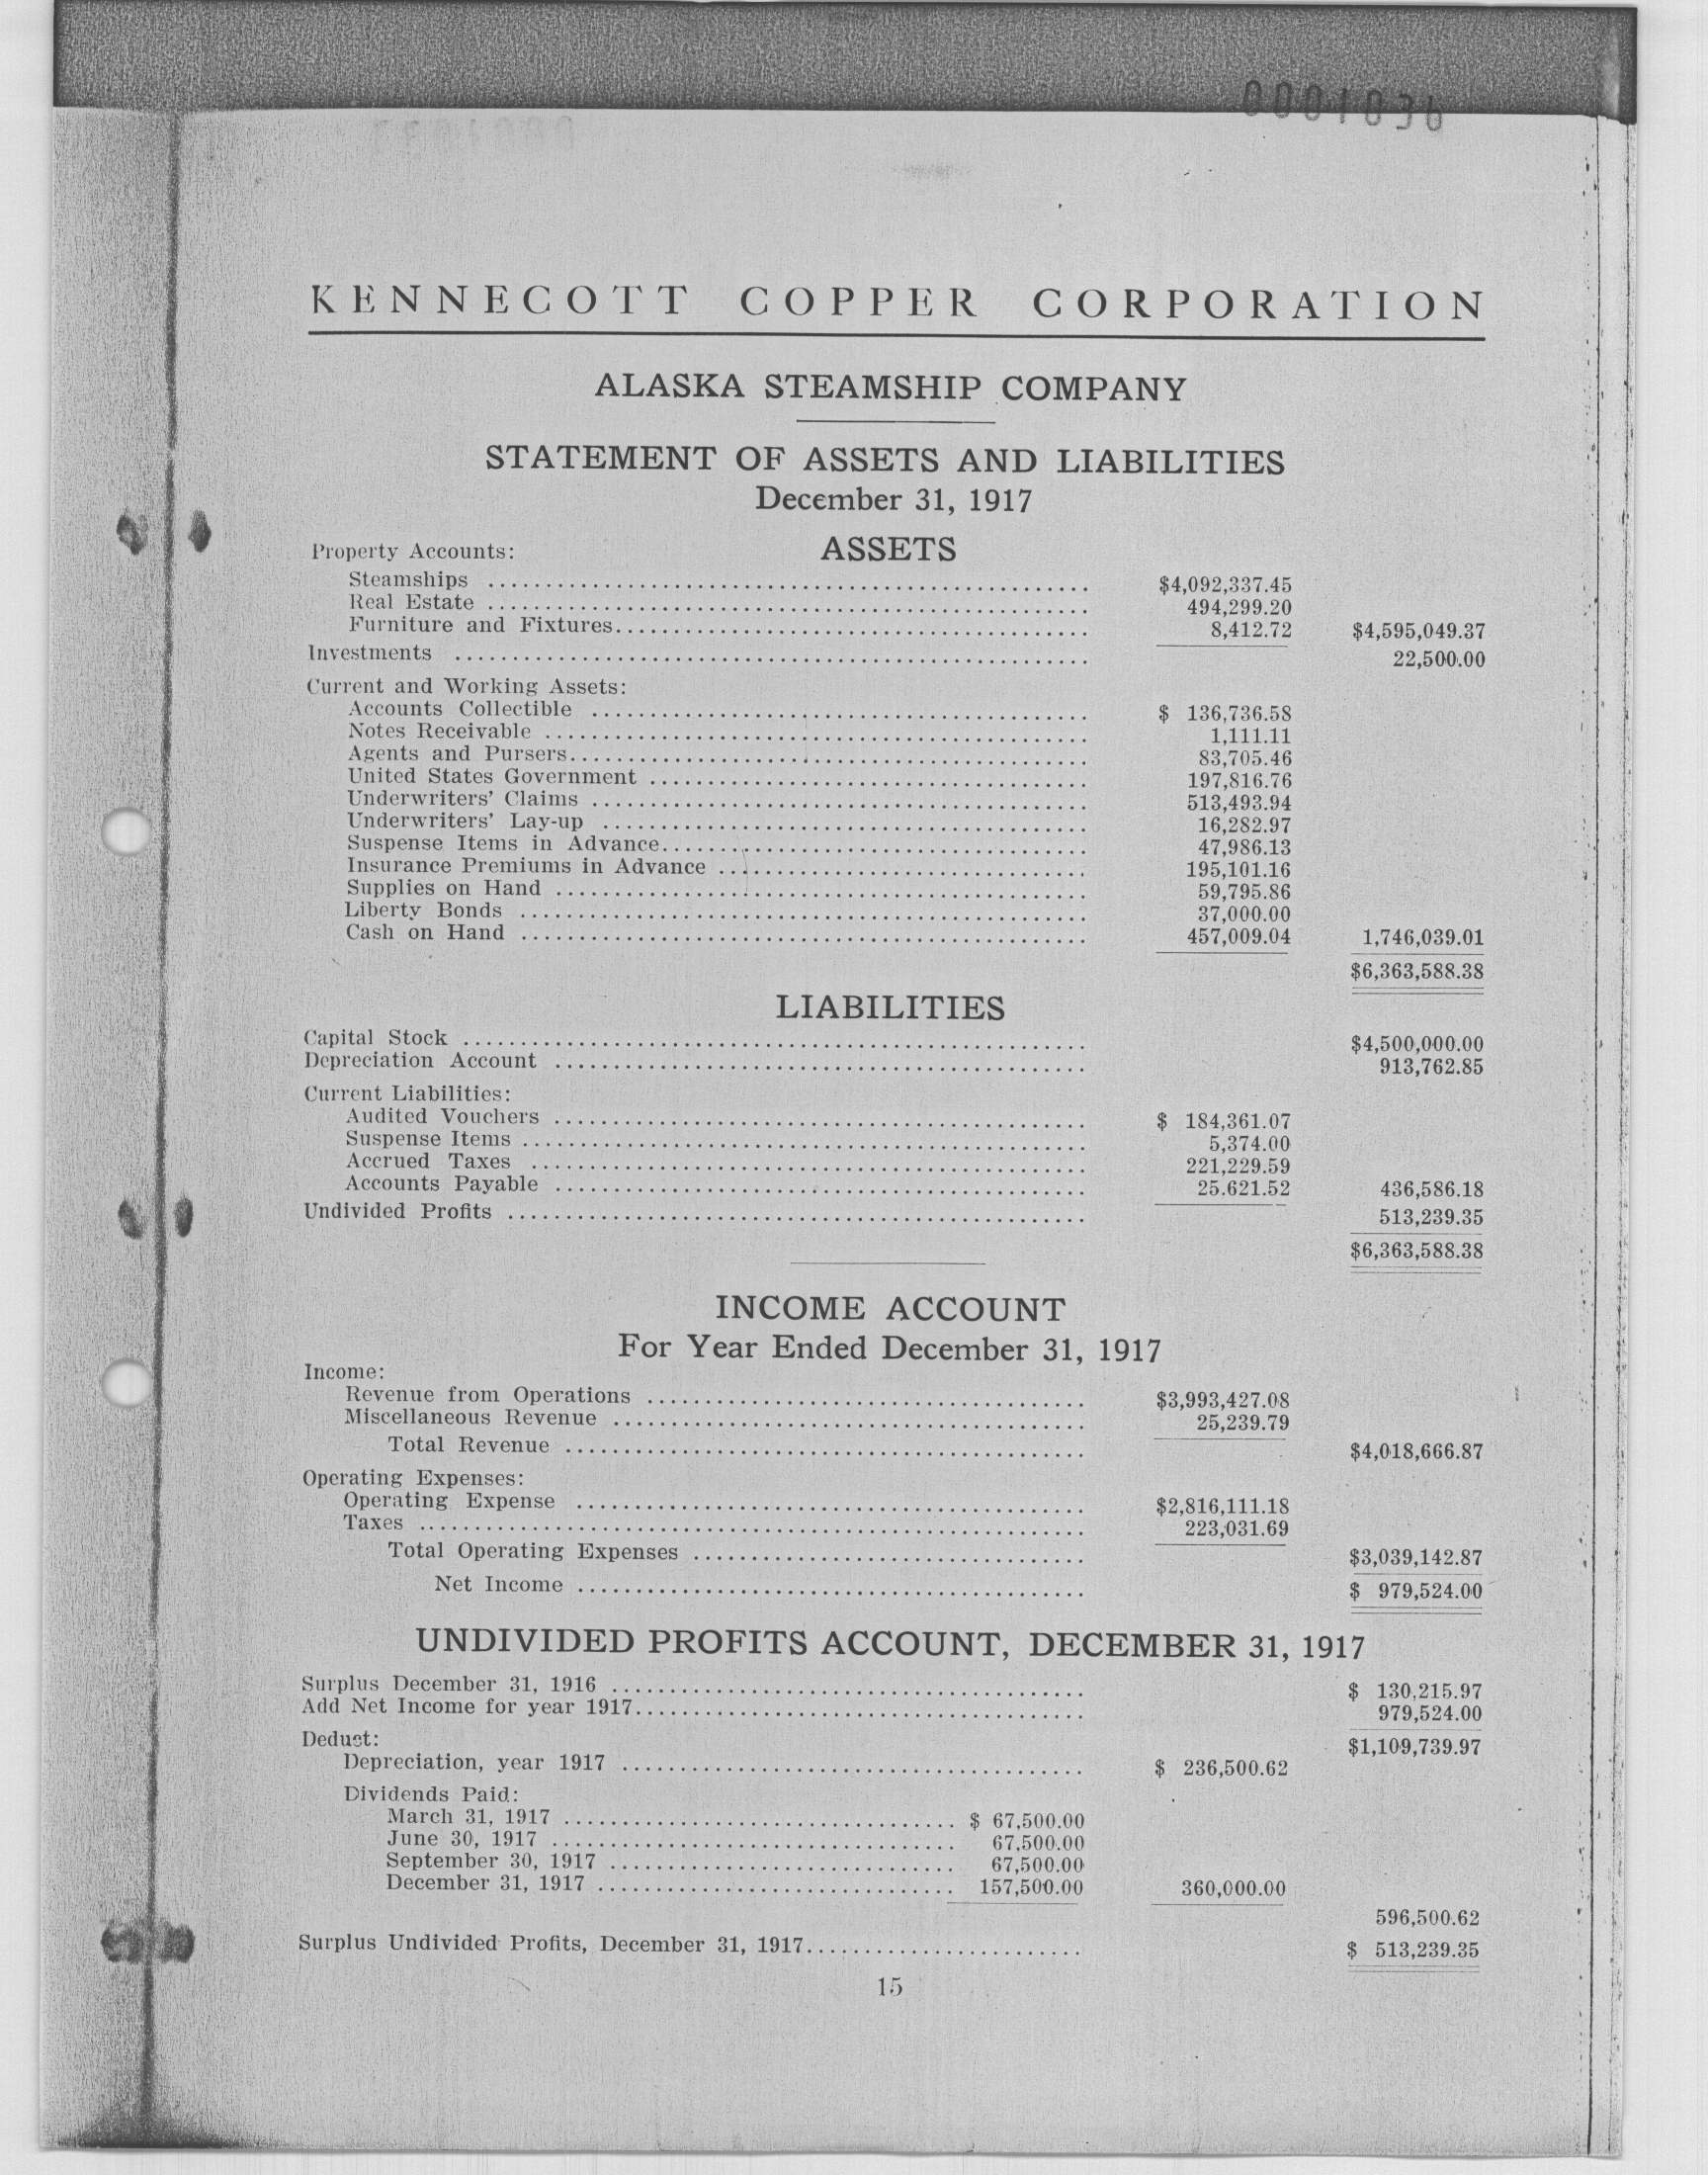 0001036
KENNECOTT COPPER CORPORATION
ALASKA STEAMSHIP COMPANY
STATEMENT OF ASSETS AND LIABILITIES
December 31, 1917
ASSETS
Property Accounts:
Steamships ........ $4,092,337.45
Real Estate ........ 494,299.20
Furniture and Fixtures........ 8,412.72 $4,595,049.37
Investments ........ 22,500.00
Current and Working Assets:
Accounts Collectible ........ $ 136,736.58
Notes Receivable ........ 1,111.11
Agents and Pursers........ 83,705.46
United States Government ........ 197,816.76
Underwriters' Claims ........ 513,493.94
Underwriters' Lay-up ........ 16,282.97
Suspense Items in Advance........ 47,986.13
Insurance Premiums in Advance ........ 195,101.16
Supplies on Hand ........ 59,795.86
Liberty Bonds ........ 37,000.00
Cash on Hand ........ 457,009.04 1,746,039.01
$6,363,588.38
LIABILITIES
Capital Stock ........ $4,500,000.00
Depreciation Account ........ 913,762.85
Current Liabilities:
Audited Vouchers ........ $ 184,361.07
Suspense Items ........ 5,374.00
Accrued Taxes ........ 221,229.59
Accounts Payable ........ 25.621.52 436,586.18
Undivided Profits ........ 513,239.35
$6,363,588.38
INCOME ACCOUNT
For Year Ended December 31, 1917
Income:
Revenue from Operations ........ $3,993,427.08
Miscellaneous Revenue ........ 25,239.79
Total Revenue ........ $4,018,666.87
Operating Expenses:
Operating Expense ........ $2,816,111.18
Taxes ........ 223,031.69
Total Operating Expenses ........ $3,039,142.87
Net Income ........ $ 979,524.00
UNDIVIDED PROFITS ACCOUNT, DECEMBER 31, 1917
Surplus December 31, 1916 ........ $ 130,215.97
Add Net Income for year 1917........ 979,524.00
$1,109,739.97
Deduct:
Depreciation, year 1917 ........ $ 236,500.62
Dividends Paid:
March 31, 1917 ........ $ 67,500.00
June 30, 1917 ........ 67,500.00
September 30, 1917 ........ 67,500.00
December 31, 1917 ........ 157,500.00 360,000.00
596,500.62
Surplus Undivided Profits, December 31, 1917........ $ 513,239.35
15